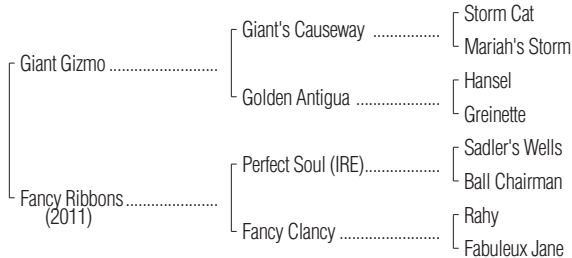 Storm Cat
Giant's Causeway ..................
Mariah's Storm
Giant Gizmo ........................
Hansel
Golden Antigua ...................
Greinette
Sadler's Wells
Perfect Soul (IRE)................
Ball Chairman
Fancy Ribbons....................
(2011)
Rahy
Fancy Clancy ......................
Fabuleux Jane